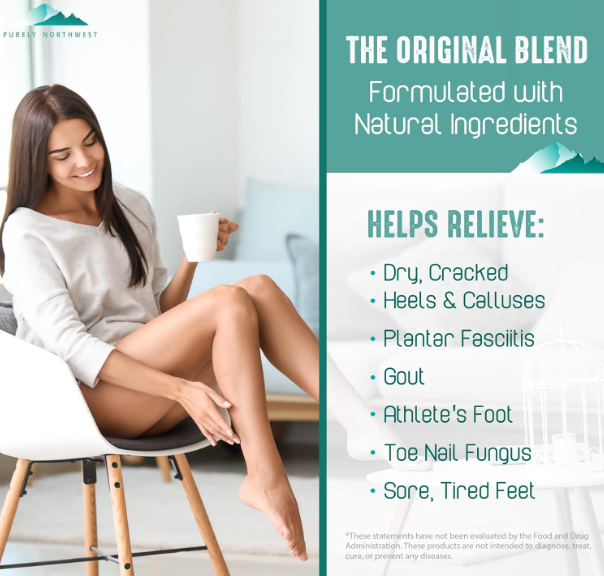 PURELY NORTHWEST
THE ORIGINAL BLEND
Formulated with
Natural Ingredients
HELPS RELIEVE:
• Dry, Cracked
• Heels & Calluses
• Plantar Fasciitis
• Gout
• Athlete's Foot
• Toe Nail Fungus
• Sore, Tired Feet
*These statements have not been evaluated by the Food and Drug
Administration. These products are not intended to diagnose, treat,
cure, or prevent any diseases.